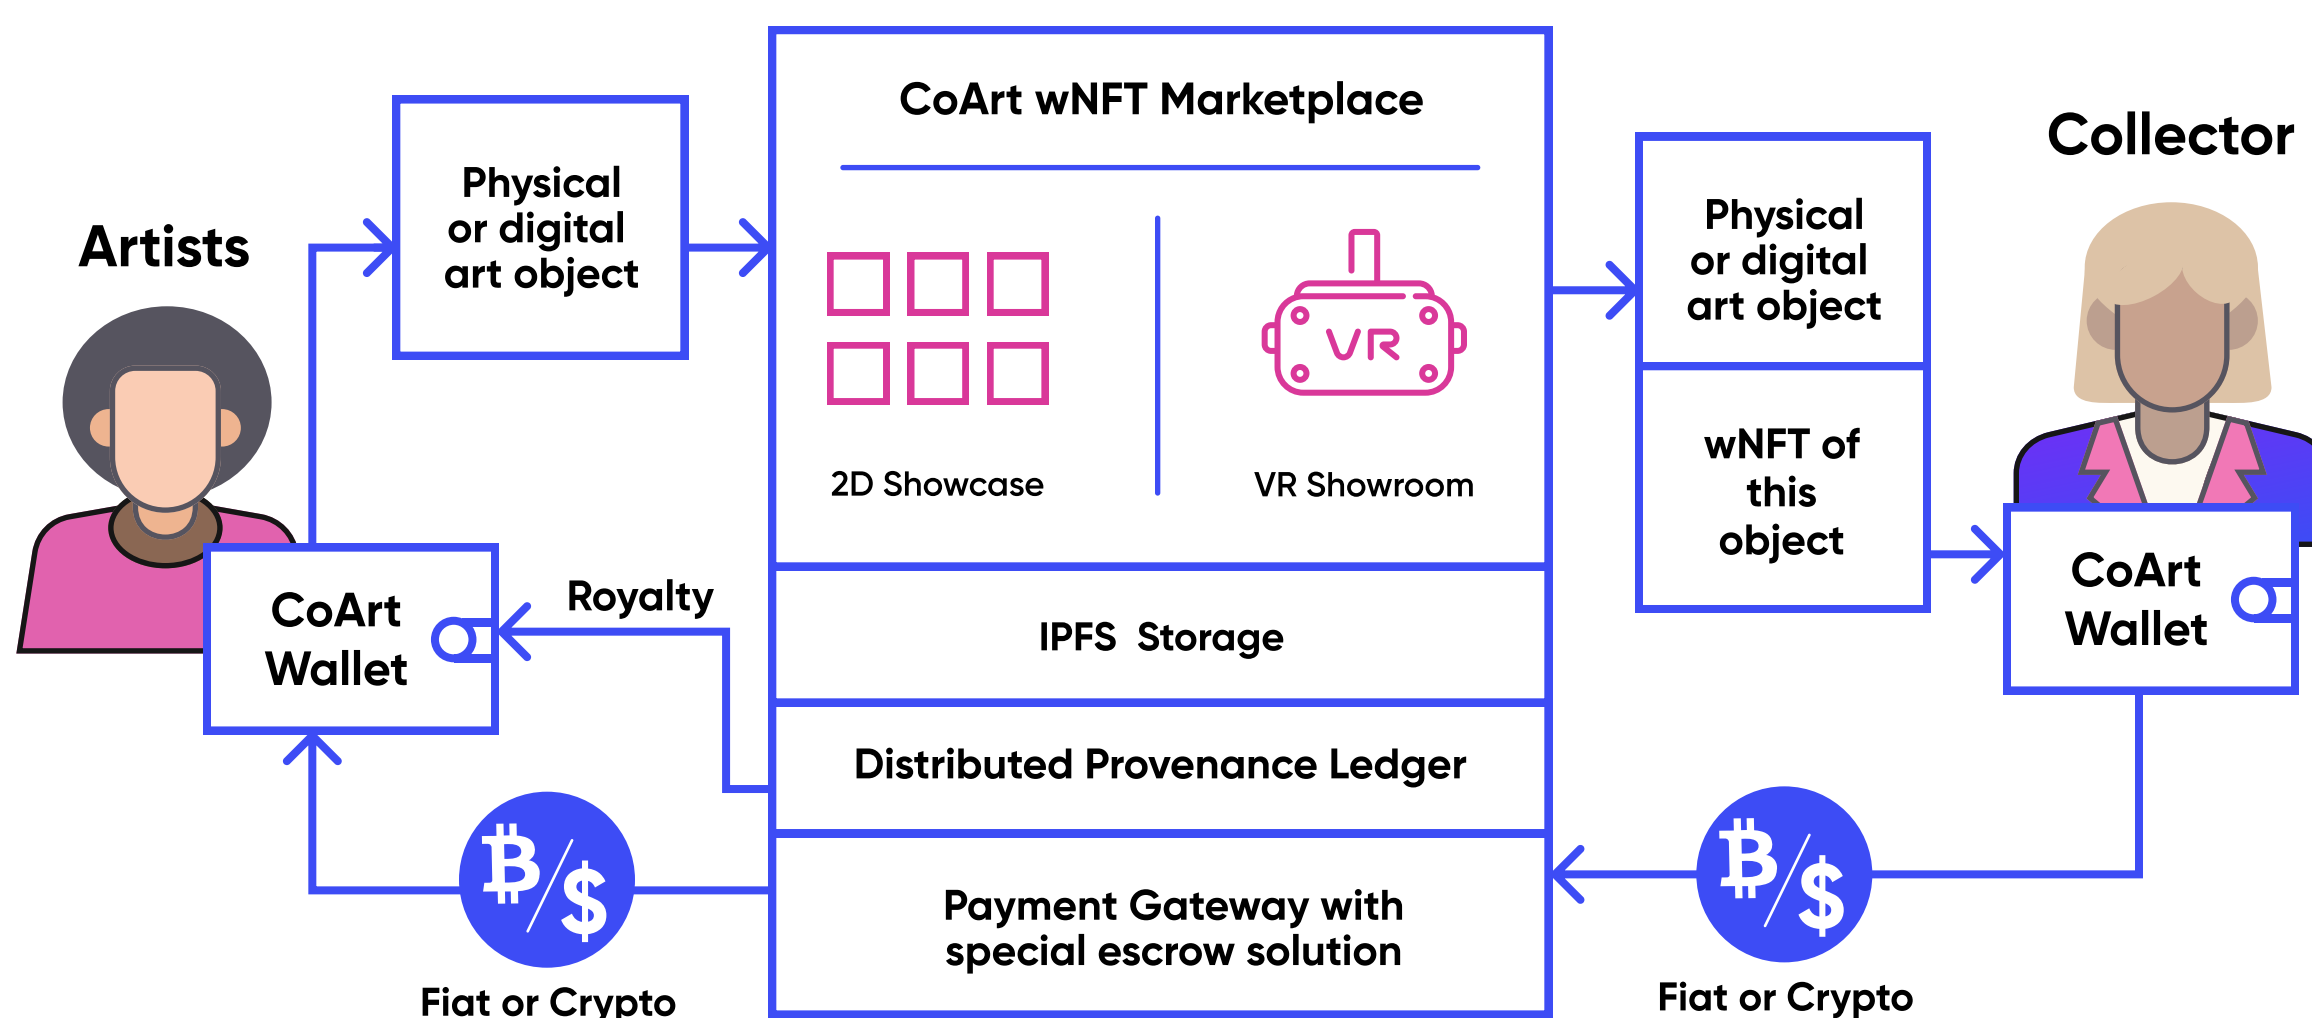 Artists
Physical
or digital
art object
CoArt
Wallet
Royalty
Fiat or Crypto
CoArt wNFT Marketplace
2D Showcase
VR
VR Showroom
IPFS Storage
Distributed Provenance Ledger
Payment Gateway with
special escrow solution
Physical
or digital
art object
wNFT of
this
object
Collector
CoArt
Wallet
Fiat or Crypto